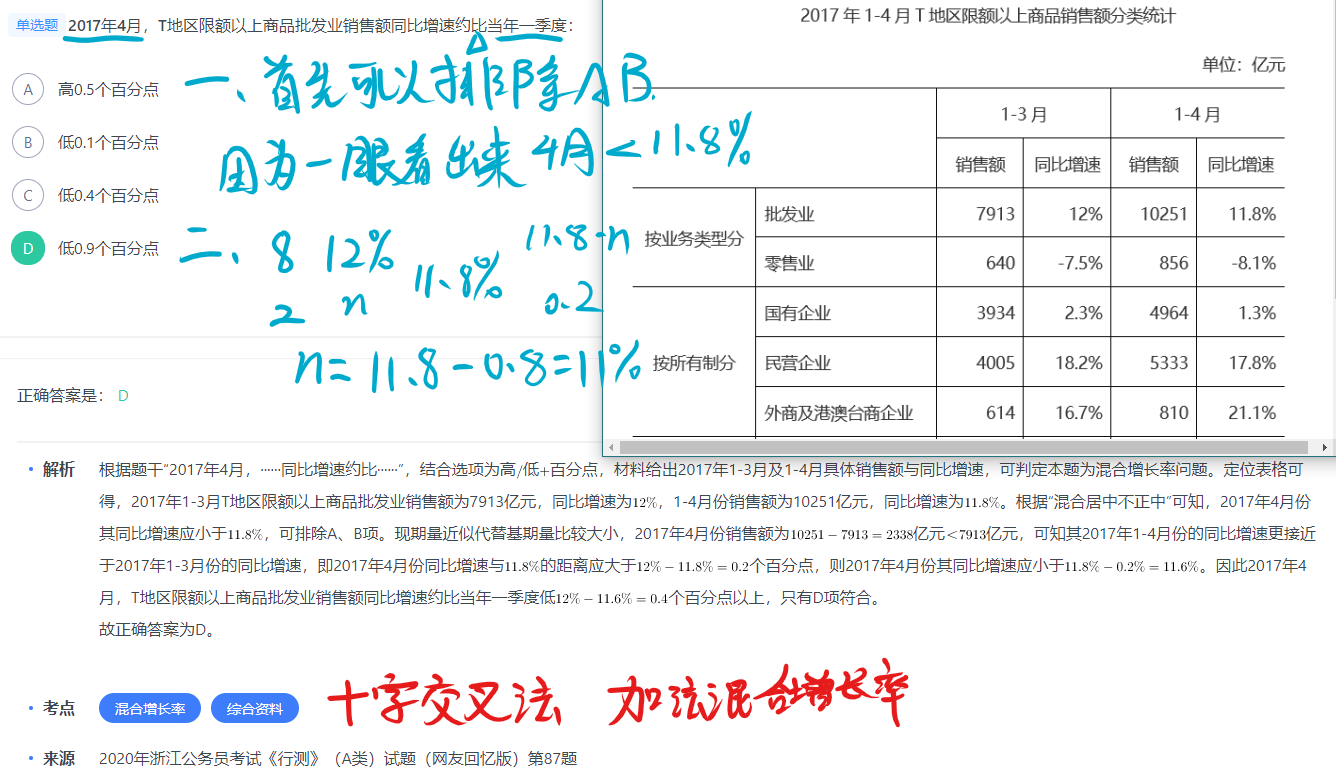 单选题 2017年4月，T地区限额以上商品批发业销售额同比增速约比当年一季度：
A 高0.5个百分点
B 低0.1个百分点
C 低0.4个百分点
D 低0.9个百分点
一、首先可以排除AB.
因为一眼看出来 4月<11.8%
二、8 12% 11.8-n
11.8%
2 n 0.2
n=11.8-0.8=11%
2017年1-4月T地区限额以上商品销售额分类统计
单位：亿元
1-3月 1-4月
销售额 同比增速 销售额 同比增速
按业务类型分
批发业 7913 12% 10251 11.8%
零售业 640 -7.5% 856 -8.1%
按所有制分
国有企业 3934 2.3% 4964 1.3%
民营企业 4005 18.2% 5333 17.8%
外商及港澳台商企业 614 16.7% 810 21.1%
正确答案是： D
解析 根据题干“2017年4月，……同比增速约比……”，结合选项为高/低+百分点，材料给出2017年1-3月及1-4月具体销售额与同比增速，可判定本题为混合增长率问题。定位表格可
得，2017年1-3月T地区限额以上商品批发业销售额为7913亿元，同比增速为12%，1-4月份销售额为10251亿元，同比增速为11.8%。根据“混合居中不正中”可知，2017年4月份
其同比增速应小于11.8%，可排除A、B项。现期量近似代替基期量比较大小，2017年4月份销售额为10251-7913=2338亿元<7913亿元，可知其2017年1-4月份的同比增速更接近
于2017年1-3月份的同比增速，即2017年4月份同比增速与11.8%的距离应大于12%-11.8%=0.2个百分点，则2017年4月份其同比增速应小于11.8%-0.2%=11.6%。因此2017年4
月，T地区限额以上商品批发业销售额同比增速约比当年一季度低12%-11.6%=0.4个百分点以上，只有D项符合。
故正确答案为D。
考点 混合增长率 综合资料
十字交叉法 加法混合增长率
来源 2020年浙江公务员考试《行测》（A类）试题（网友回忆版）第87题